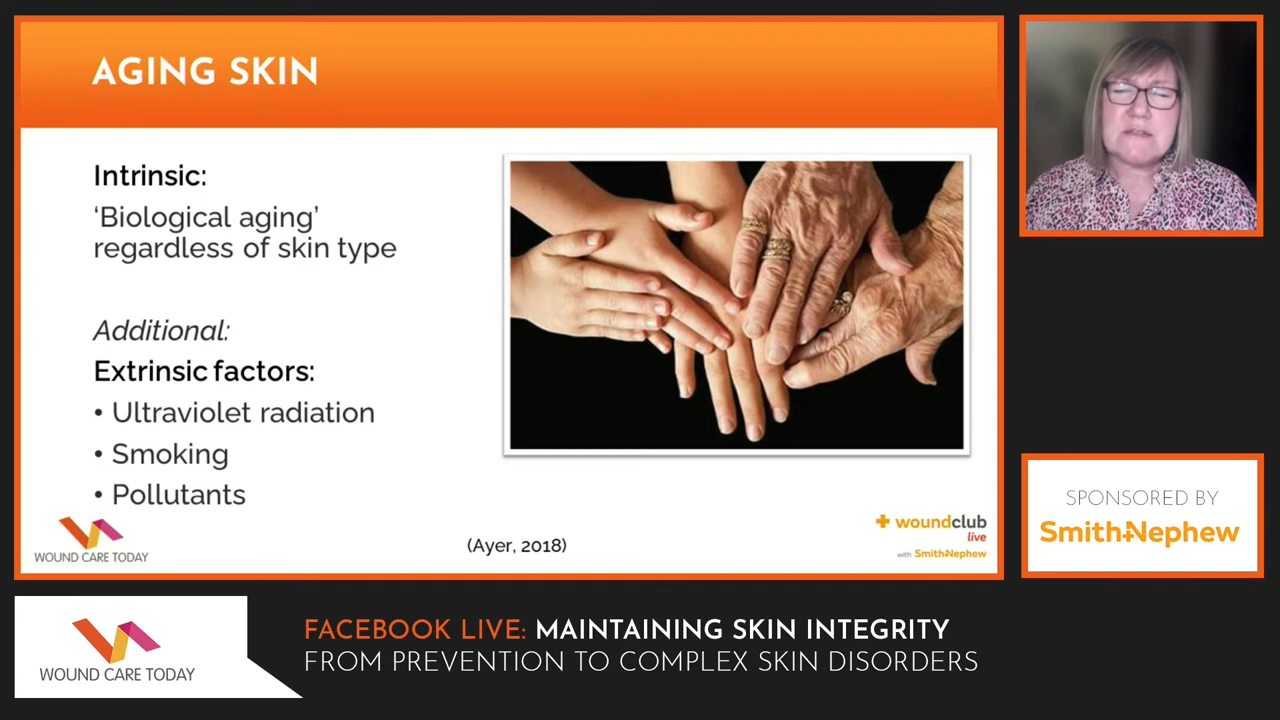 AGING SKIN
Intrinsic:
‘Biological aging’
regardless of skin type
Additional:
Extrinsic factors:
• Ultraviolet radiation
• Smoking
• Pollutants
WOUND CARE TODAY
(Ayer, 2018)
+ woundclub
live
with Smith+Nephew
SPONSORED BY
Smith+Nephew
WOUND CARE TODAY
FACEBOOK LIVE: MAINTAINING SKIN INTEGRITY
FROM PREVENTION TO COMPLEX SKIN DISORDERS